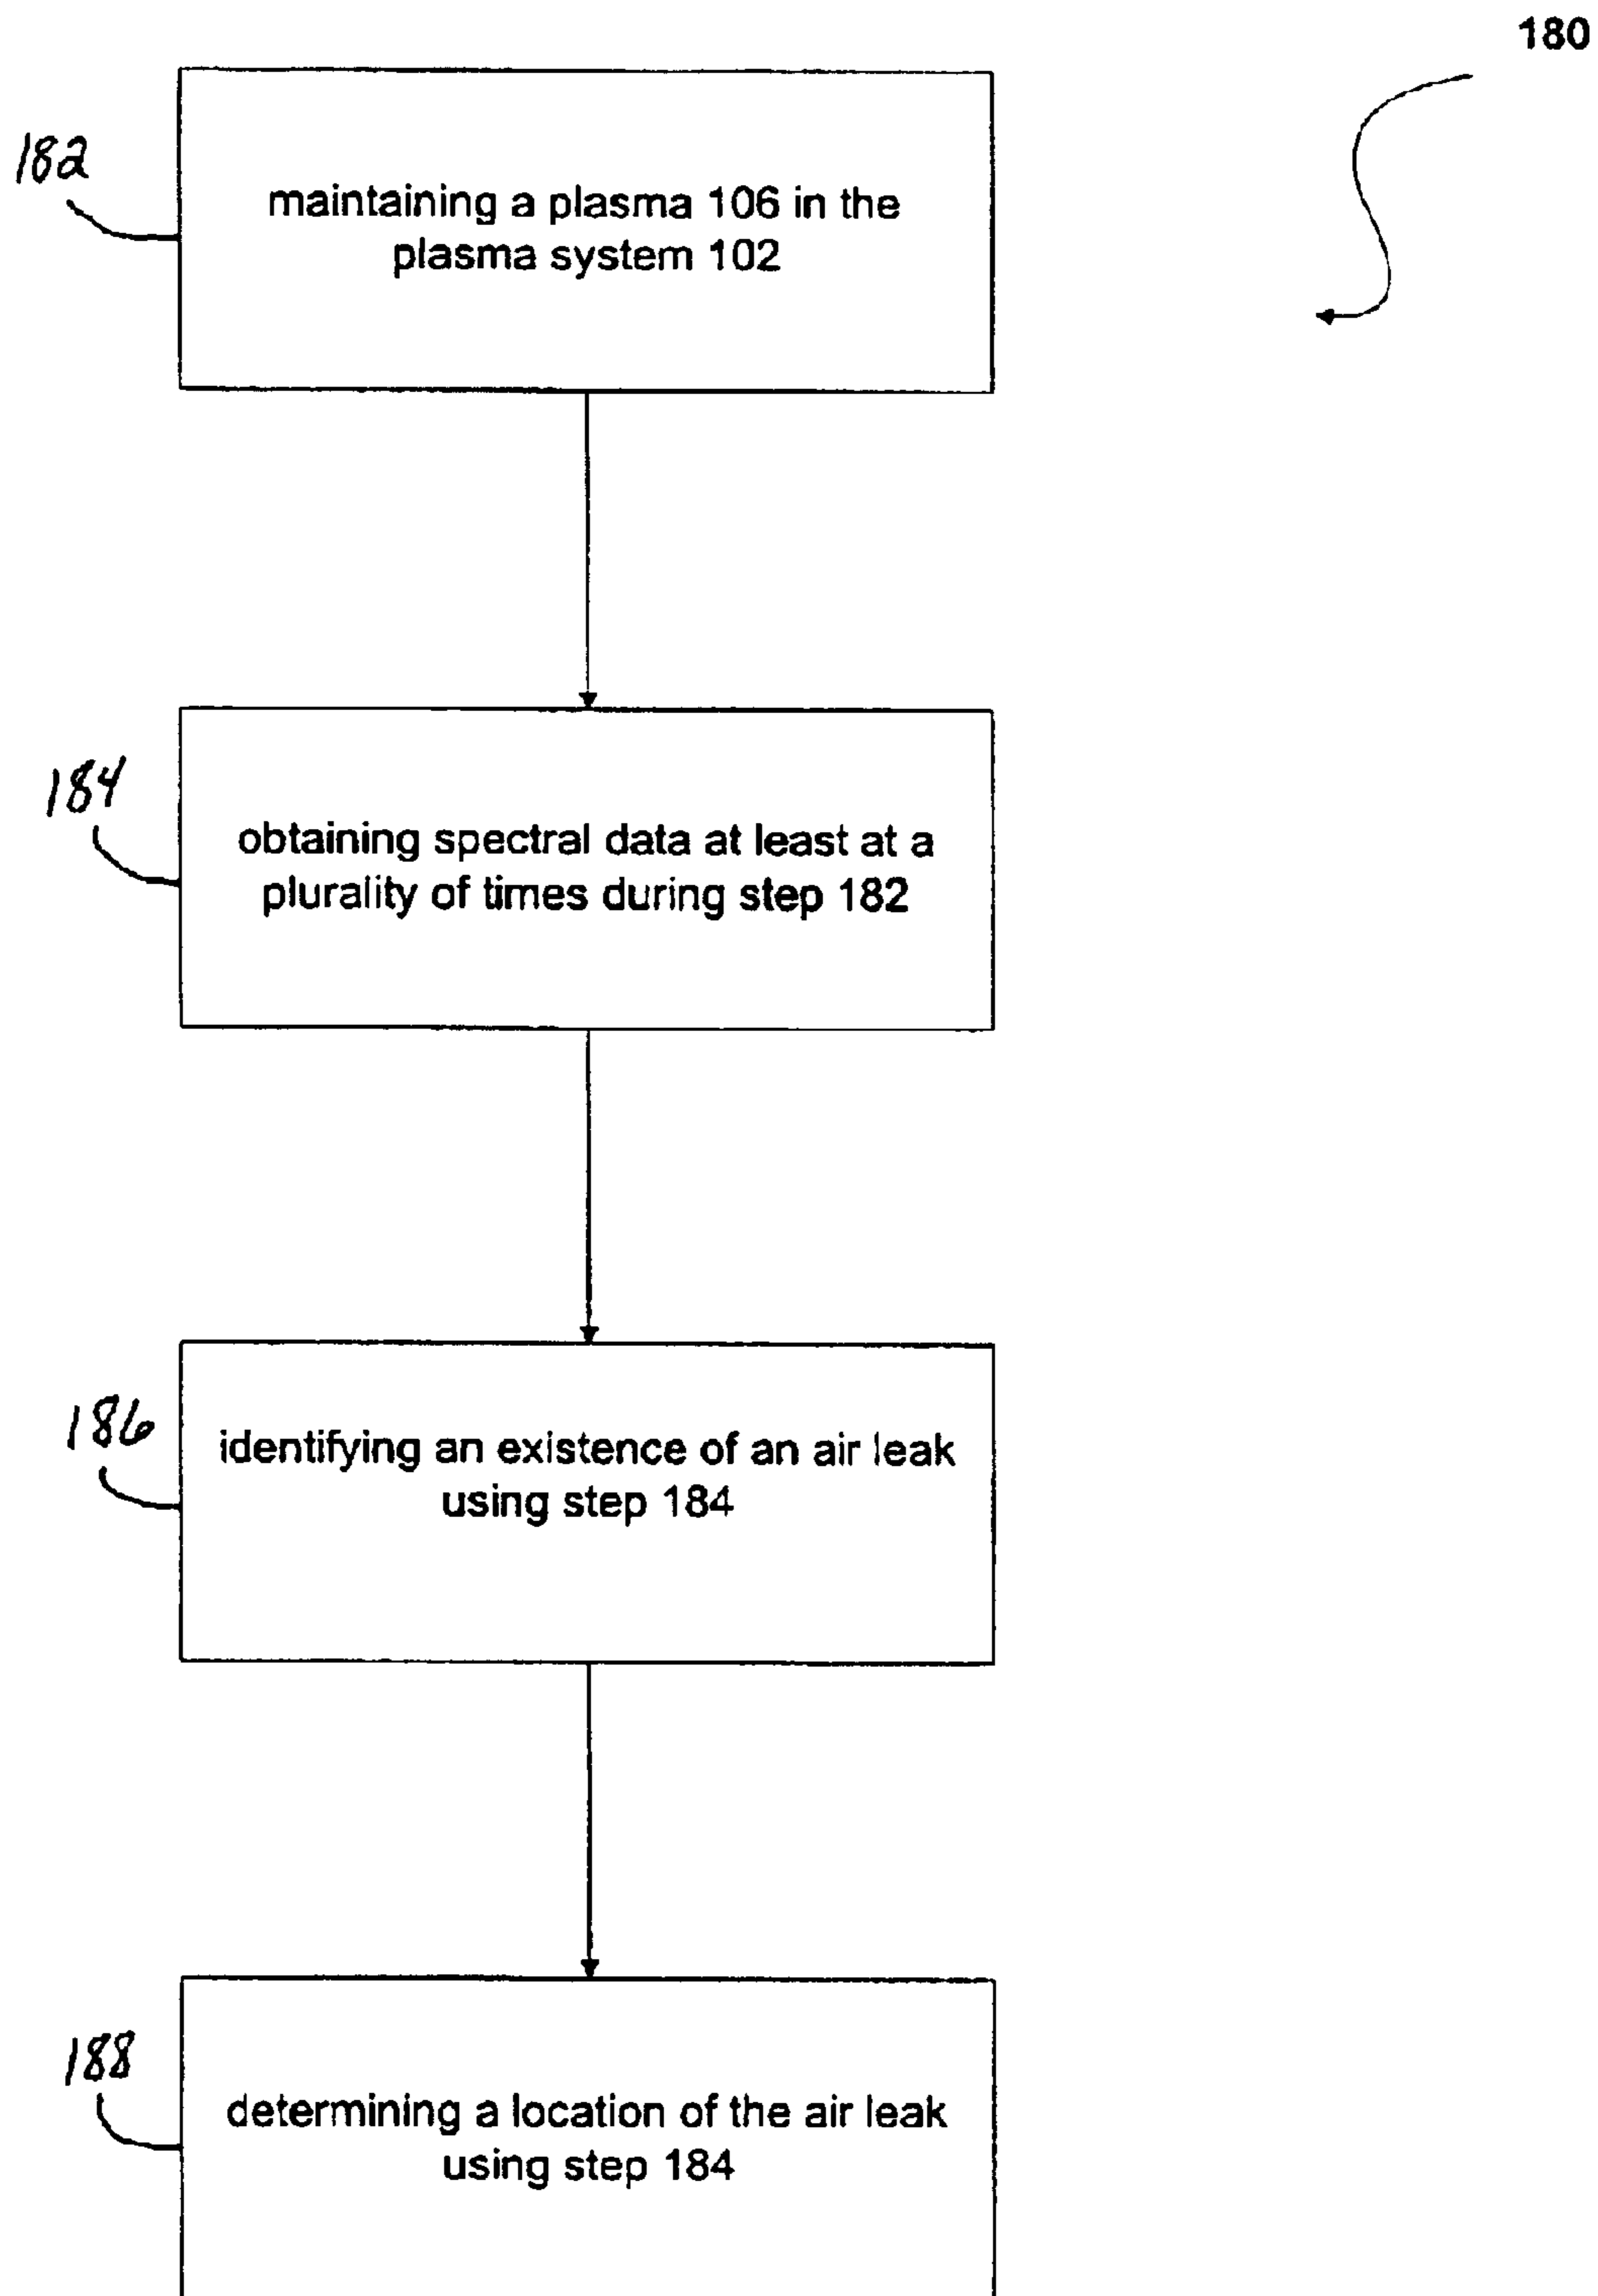 180
182
maintaining a plasma 106 in the
plasma system 102
184
obtaining spectral data at least at a
plurality of times during step 182
186
identifying an existence of an air leak
using step 184
188
determining a location of the air leak
using step 184